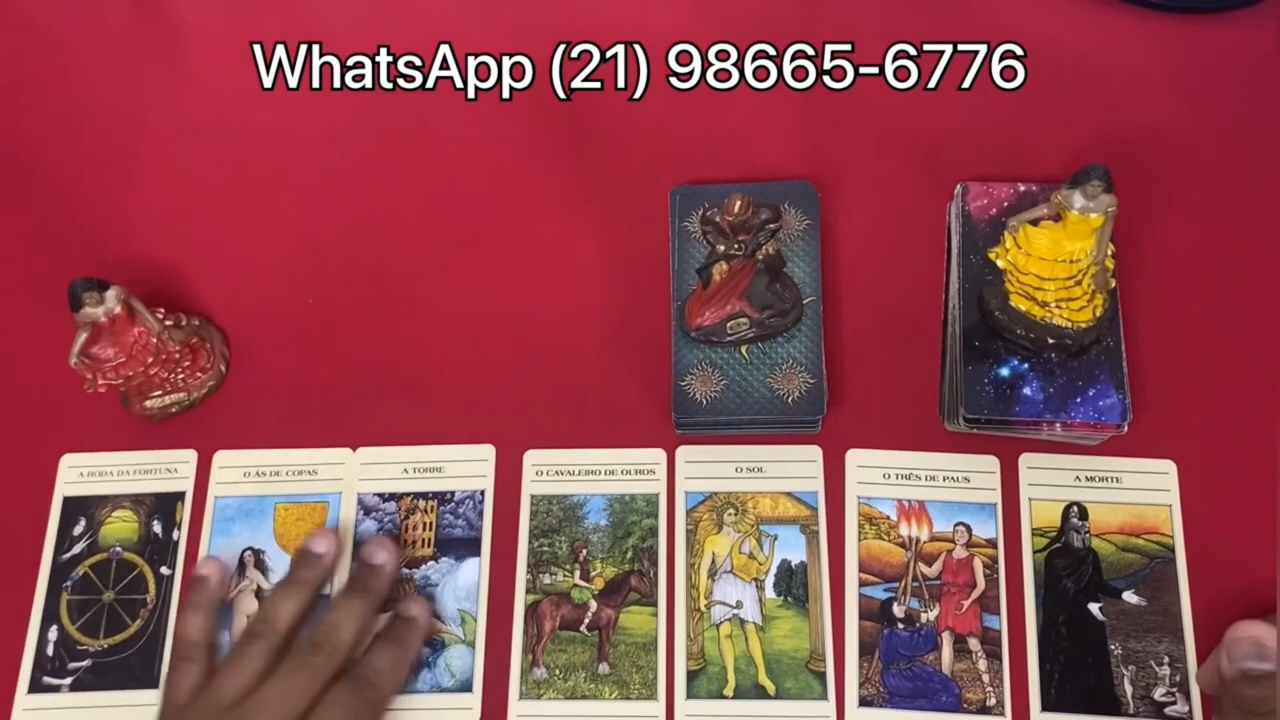 WhatsApp (21) 98665-6776
A RODA DA FORTUNA
O ÁS DE COPAS
A TORRE
O CAVALEIRO DE OUROS
O SOL
O TRÊS DE PAUS
A MORTE